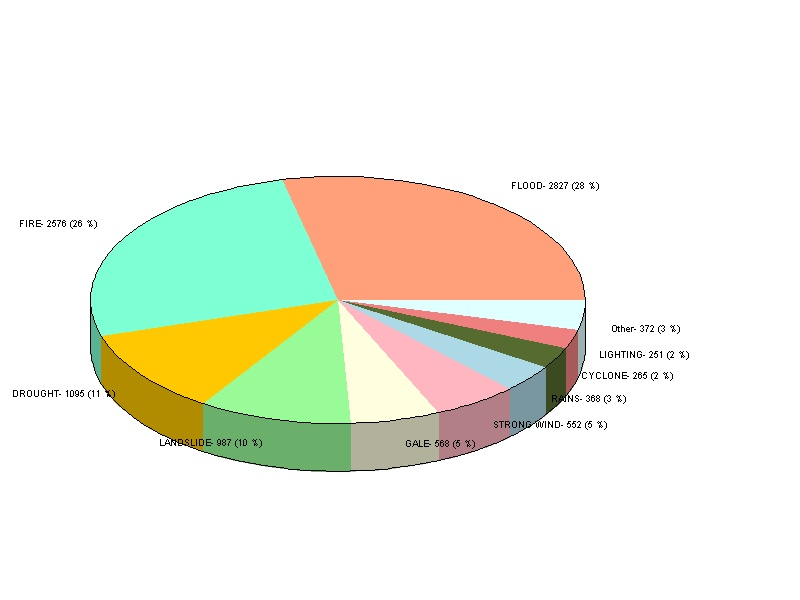 FLOOD- 2827 (28 %)
FIRE- 2576 (26 %)
Other- 372 (3 %)
LIGHTING- 251 (2 %)
CYCLONE- 265 (2 %)
DROUGHT- 1095 (11 %)
RAINS- 368 (3 %)
STRONG WIND- 552 (5 %)
LANDSLIDE- 987 (10 %)
GALE- 568 (5 %)